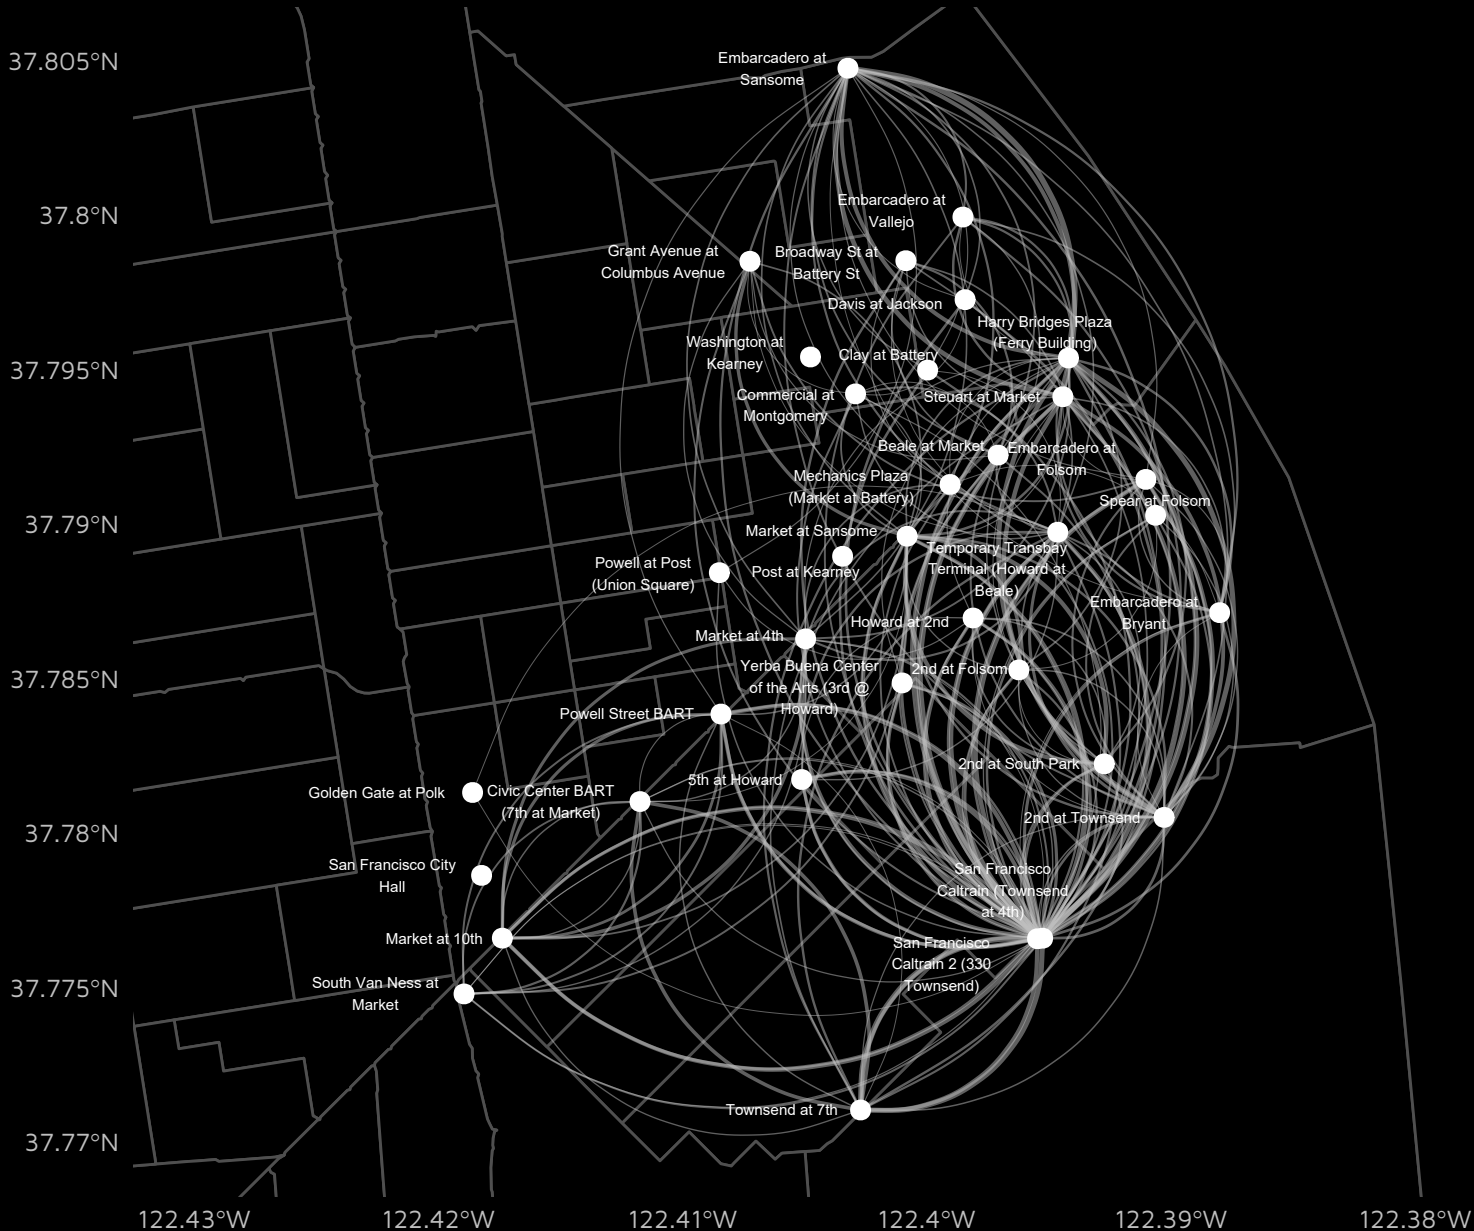 37.805°N
37.8°N
37.795°N
37.79°N
37.785°N
37.78°N
37.775°N
37.77°N
Embarcadero at
Sansome
Embarcadero at
Vallejo
Grant Avenue at
Columbus Avenue
Broadway St at
Battery St
Davis at Jackson
Harry Bridges Plaza
(Ferry Building)
Washington at
Kearney
Clay at Battery
Commercial at
Montgomery
Steuart at Market
Beale at Market
Embarcadero at
Folsom
Mechanics Plaza
(Market at Battery)
Spear at Folsom
Market at Sansome
Temporary Transbay
Terminal (Howard at
Beale)
Powell at Post
(Union Square)
Post at Kearney
Embarcadero at
Bryant
Howard at 2nd
Market at 4th
Yerba Buena Center
of the Arts (3rd @
Howard)
2nd at Folsom
Powell Street BART
2nd at South Park
5th at Howard
Golden Gate at Polk
Civic Center BART
(7th at Market)
2nd at Townsend
San Francisco City
Hall
San Francisco
Caltrain (Townsend
at 4th)
Market at 10th
San Francisco
Caltrain 2 (330
Townsend)
South Van Ness at
Market
Townsend at 7th
122.43°W
122.42°W
122.41°W
122.4°W
122.39°W
122.38°W